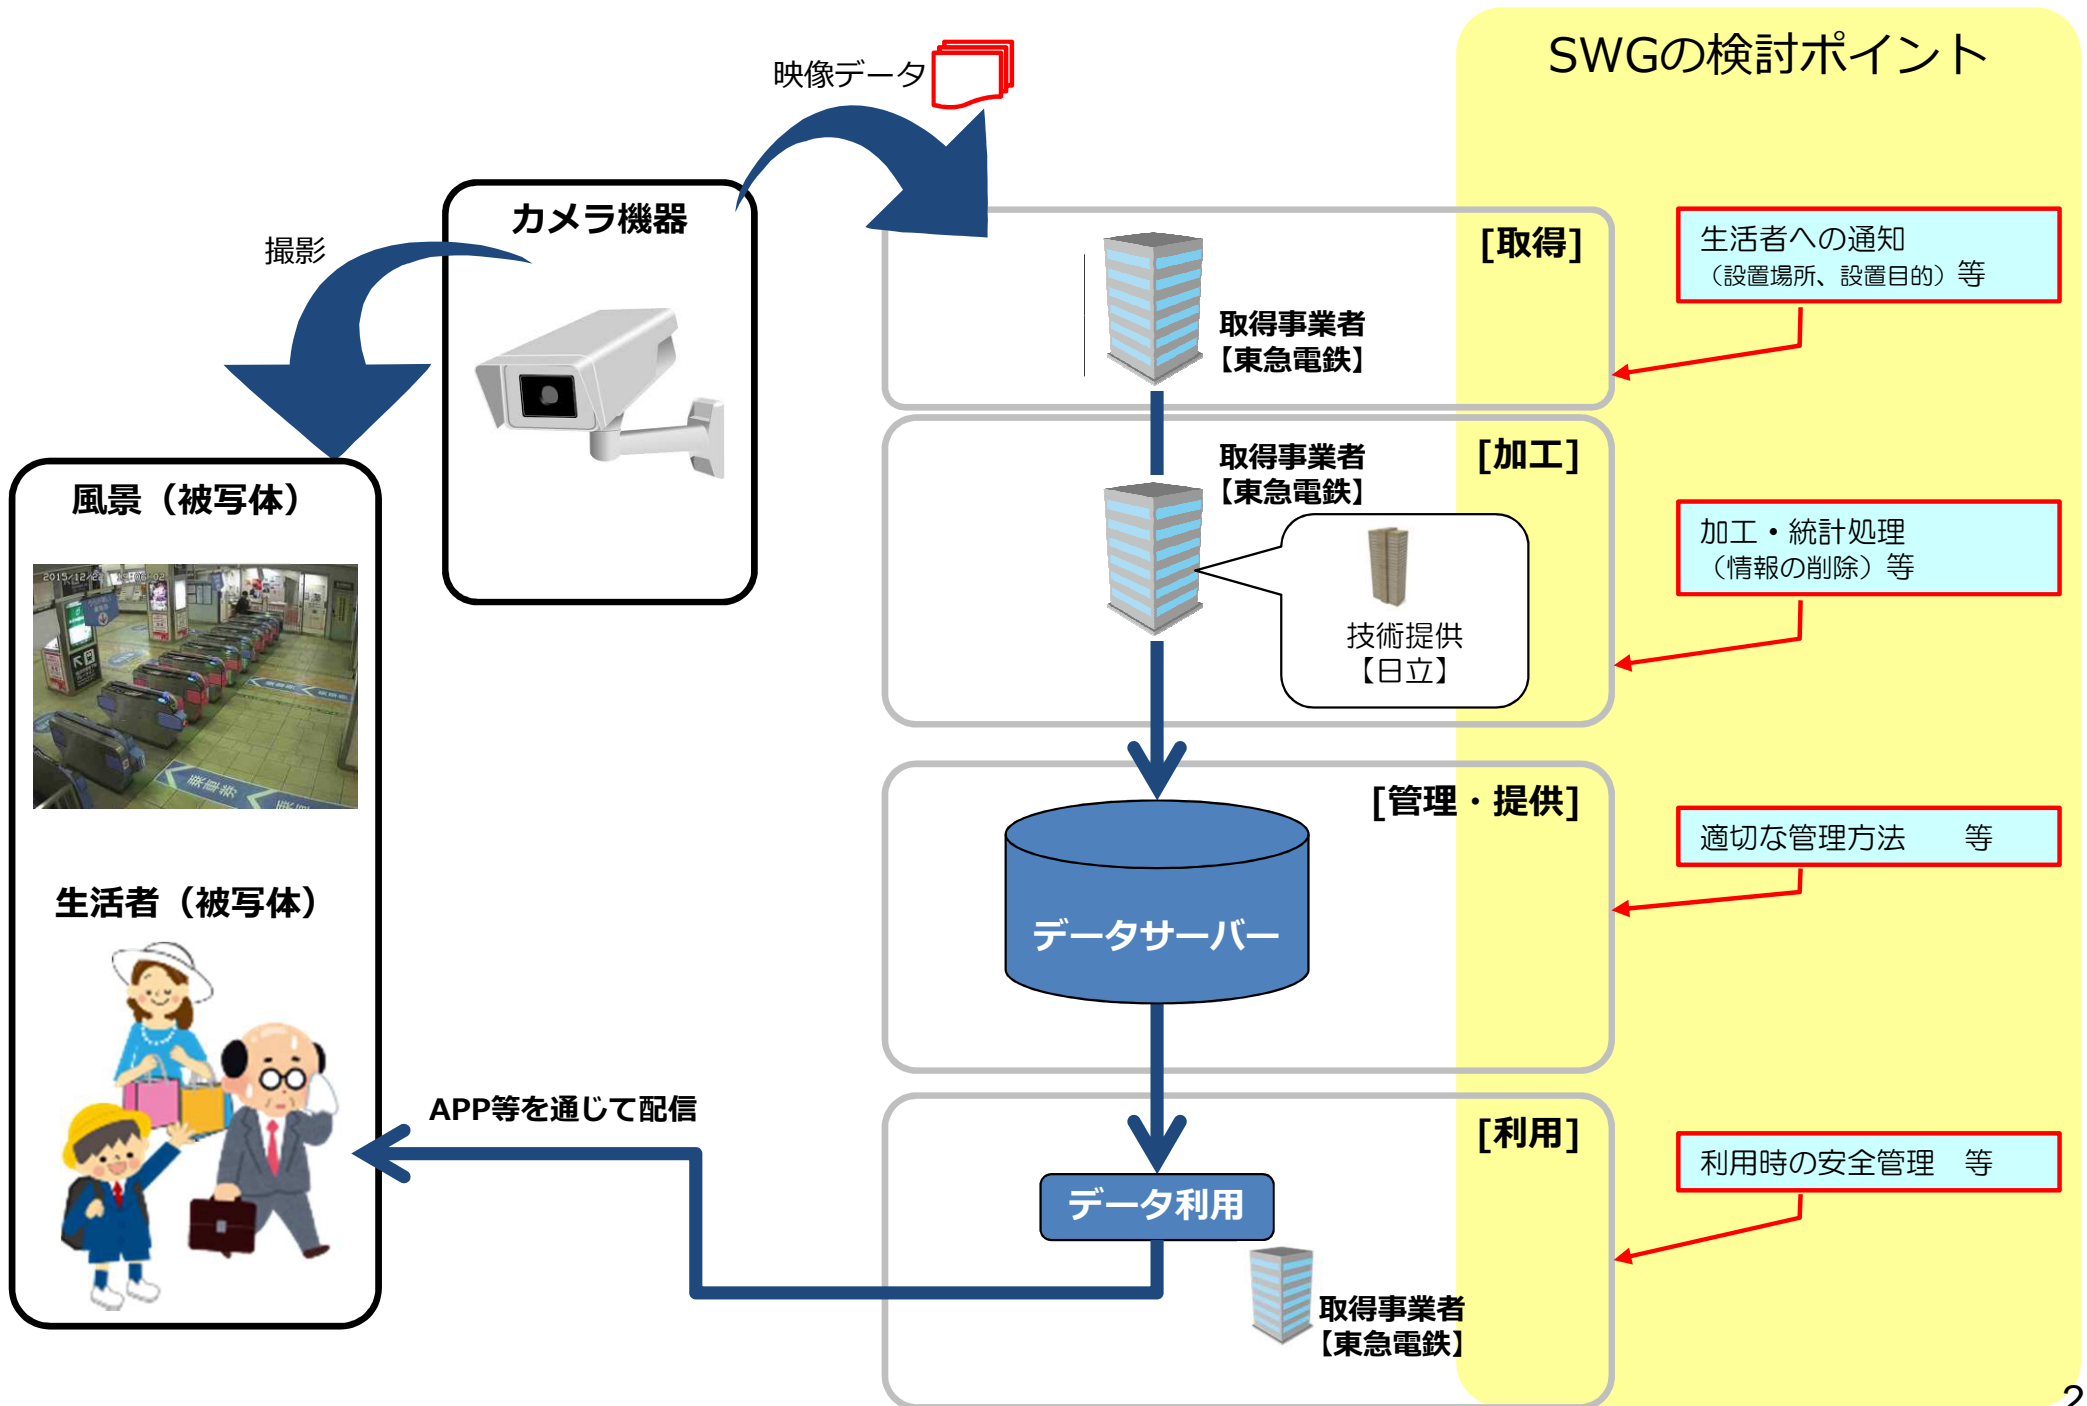 SWGの検討ポイント
映像データ
カメラ機器
撮影
[取得]
取得事業者
【東急電鉄】
生活者への通知
（設置場所、設置目的）等
[加工]
取得事業者
【東急電鉄】
技術提供
【日立】
加工・統計処理
（情報の削除）等
風景（被写体）
2015/12/22
乗車券
[管理・提供]
データサーバー
適切な管理方法　等
生活者（被写体）
APP等を通じて配信
[利用]
データ利用
取得事業者
【東急電鉄】
利用時の安全管理　等
2